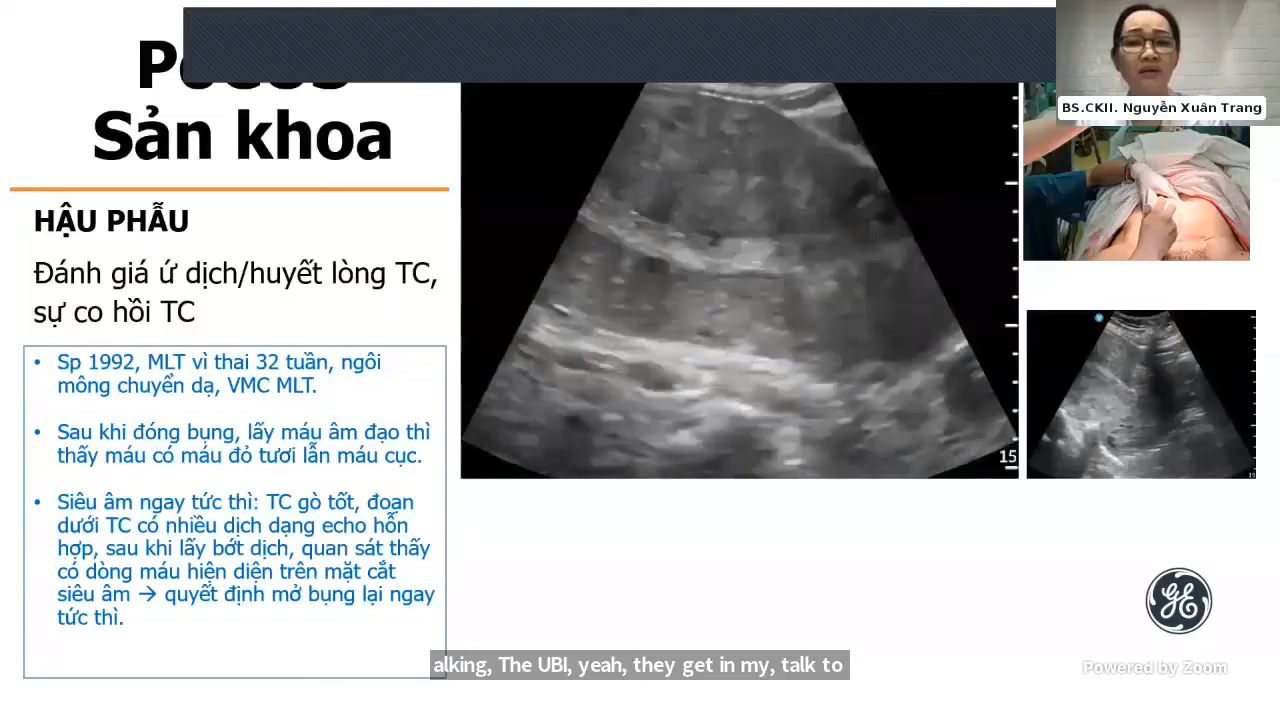 Sản khoa
HẬU PHẪU
Đánh giá ứ dịch/huyết lòng TC,
sự co hồi TC
• Sp 1992, MLT vì thai 32 tuần, ngôi
mông chuyển dạ, VMC MLT.
• Sau khi đóng bụng, lấy máu âm đạo thì
thấy máu có máu đỏ tươi lẫn máu cục.
• Siêu âm ngay tức thì: TC gò tốt, đoạn
dưới TC có nhiều dịch dạng echo hỗn
hợp, sau khi lấy bớt dịch, quan sát thấy
có dòng máu hiện diện trên mặt cắt
siêu âm → quyết định mở bụng lại ngay
tức thì.
15
BS.CKII. Nguyễn Xuân Trang
GE
alking, The UBI, yeah, they get in my, talk to
Powered by Zoom